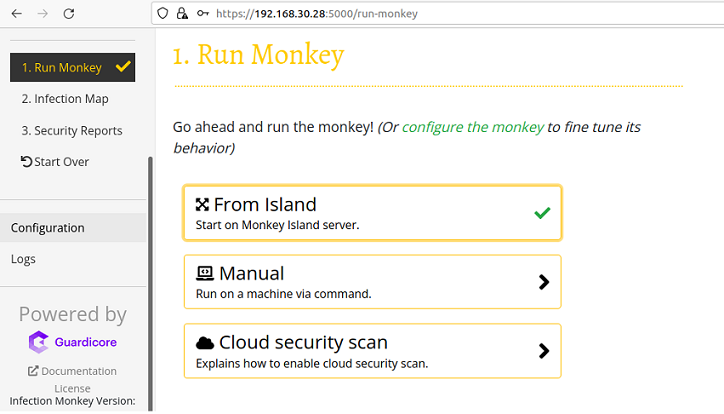 https://192.168.30.28:5000/run-monkey
1. Run Monkey
2. Infection Map
3. Security Reports
Start Over
Configuration
Logs
Powered by
Guardicore
Documentation
License
Infection Monkey Version:
1. Run Monkey
Go ahead and run the monkey! (Or configure the monkey to fine tune its
behavior)
From Island
Start on Monkey Island server.
Manual
Run on a machine via command.
Cloud security scan
Explains how to enable cloud security scan.